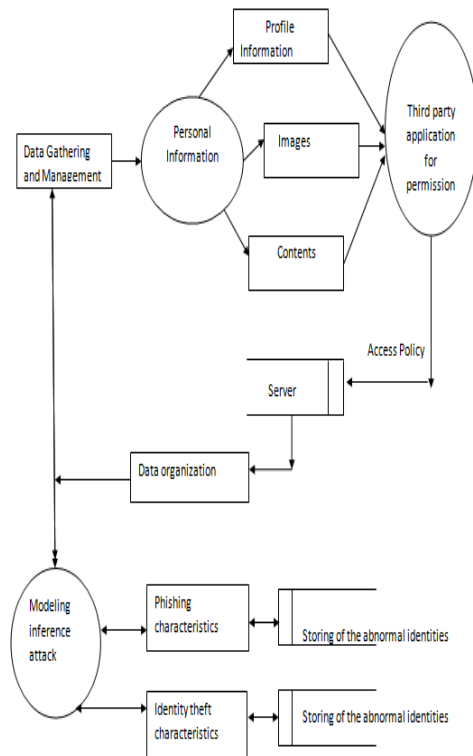 Profile
Information
Third party
application
for
permission
Personal
Information
Images
Data Gathering
and Management
Contents
Access Policy
Server
Data organization
Modeling
inference
attack
Phishing
characteristics
Storing of the abnormal identities
Identity theft
characteristics
Storing of the abnormal identities